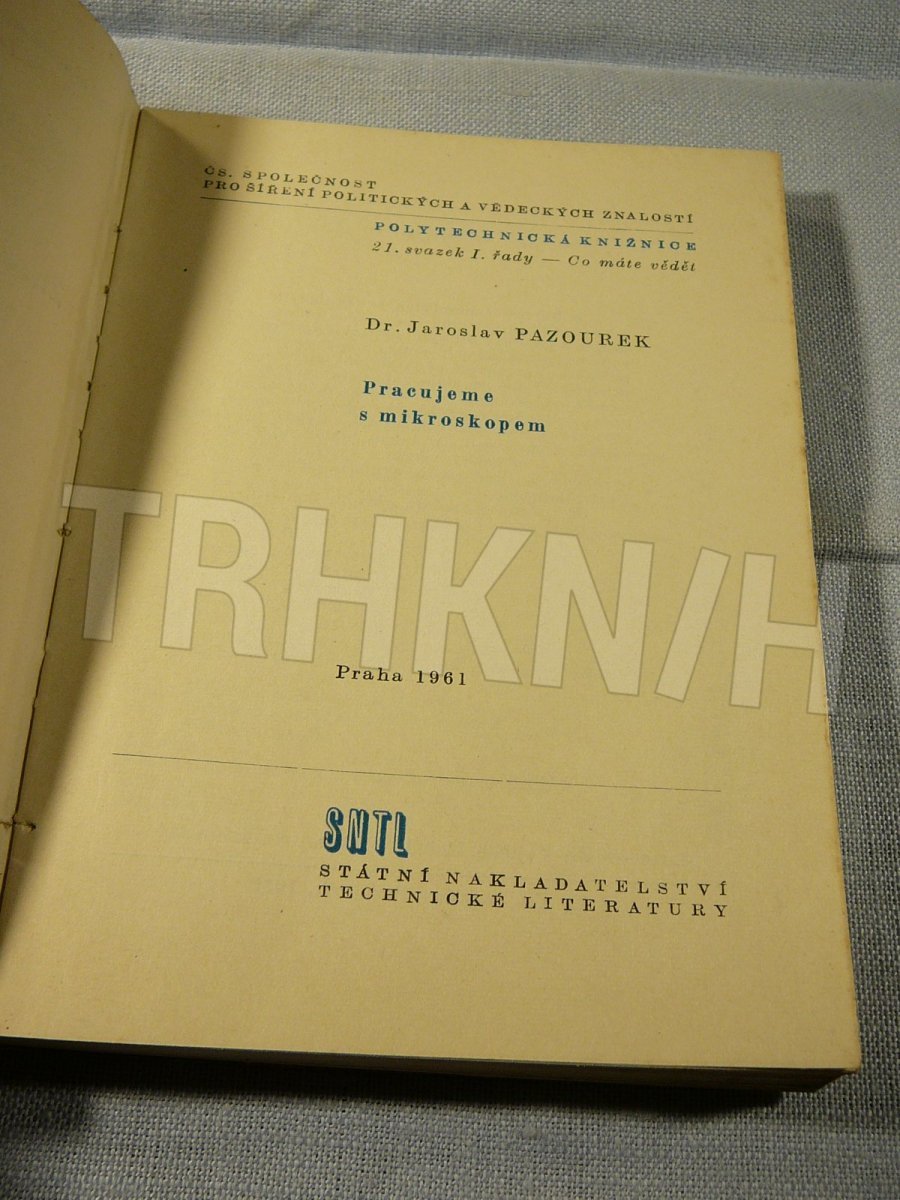 ČS. SPOLEČNOST
PRO ŠÍŘENÍ POLITICKÝCH A VĚDECKÝCH ZNALOSTÍ
POLYTECHNICKÁ KNIŽNICE
21. svazek I. řady — Co máte vědět
Dr. Jaroslav PAZOUREK
Pracujeme
s mikroskopem
TRHKN/H
Praha 1961
SNTL
STÁTNÍ NAKLADATELSTVÍ
TECHNICKÉ LITERATURY